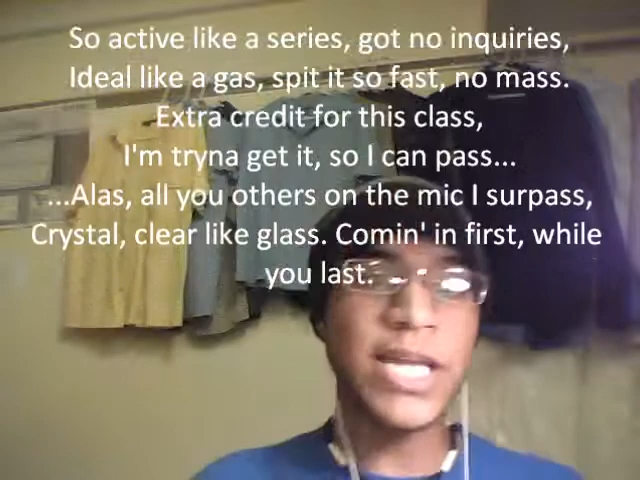 So active like a series, got no inquiries,
Ideal like a gas, spit it so fast, no mass.
Extra credit for this class,
I'm tryna get it, so I can pass...
...Alas, all you others on the mic I surpass,
Crystal, clear like glass. Comin' in first, while
you last.